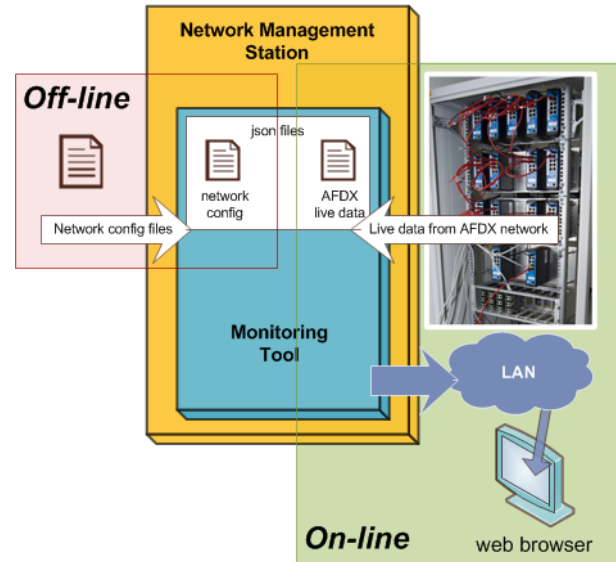 Network Management
Station
Off-line
json files
network
config
AFDX
live data
Network config files
Live data from AFDX network
Monitoring
Tool
LAN
On-line
web browser